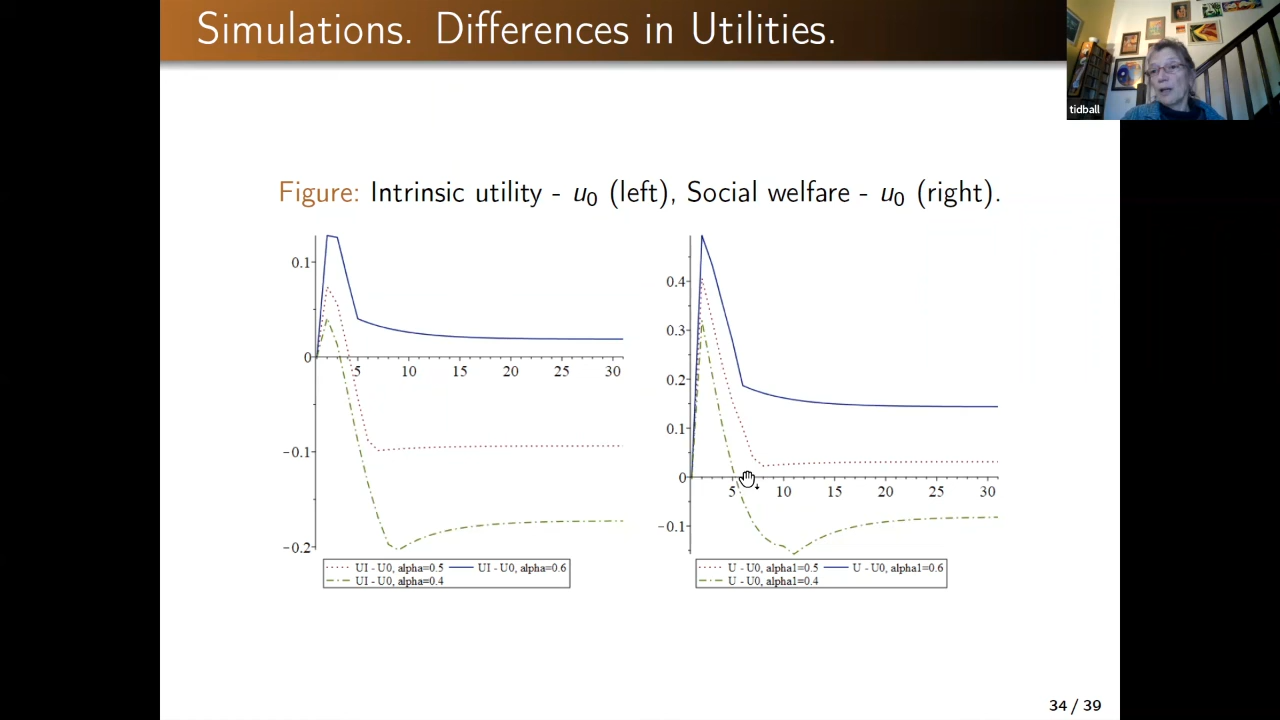 Simulations. Differences in Utilities.
tidball
Figure: Intrinsic utility - u0 (left), Social welfare - u0 (right).
0.1
0
-0.1
-0.2
5 10 15 20 25 30
UI - U0, alpha=0.5 UI - U0, alpha=0.6
UI - U0, alpha=0.4
0.4
0.3
0.2
0.1
0
-0.1
5 10 15 20 25 30
U - U0, alpha1=0.5 U - U0, alpha1=0.6
U - U0, alpha1=0.4
34 / 39